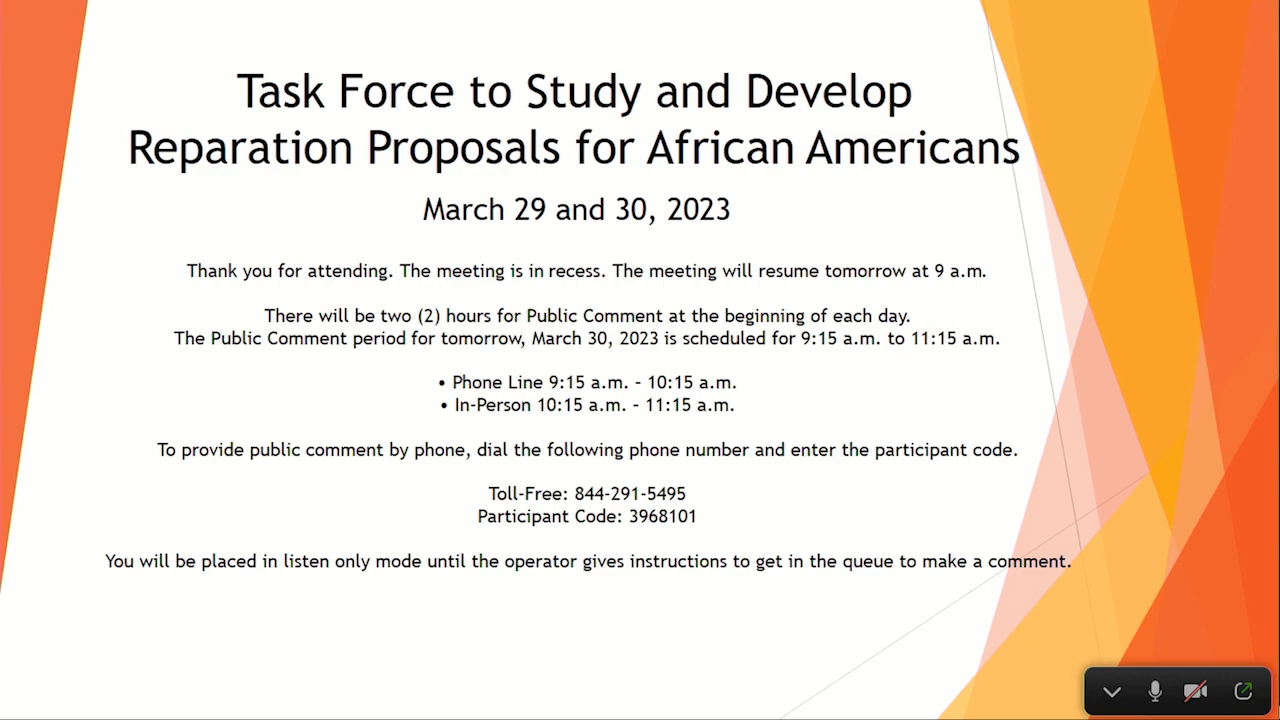 Task Force to Study and Develop
Reparation Proposals for African Americans
March 29 and 30, 2023
Thank you for attending. The meeting is in recess. The meeting will resume tomorrow at 9 a.m.
There will be two (2) hours for Public Comment at the beginning of each day.
The Public Comment period for tomorrow, March 30, 2023 is scheduled for 9:15 a.m. to 11:15 a.m.
• Phone Line 9:15 a.m. – 10:15 a.m.
• In-Person 10:15 a.m. – 11:15 a.m.
To provide public comment by phone, dial the following phone number and enter the participant code.
Toll-Free: 844-291-5495
Participant Code: 3968101
You will be placed in listen only mode until the operator gives instructions to get in the queue to make a comment.